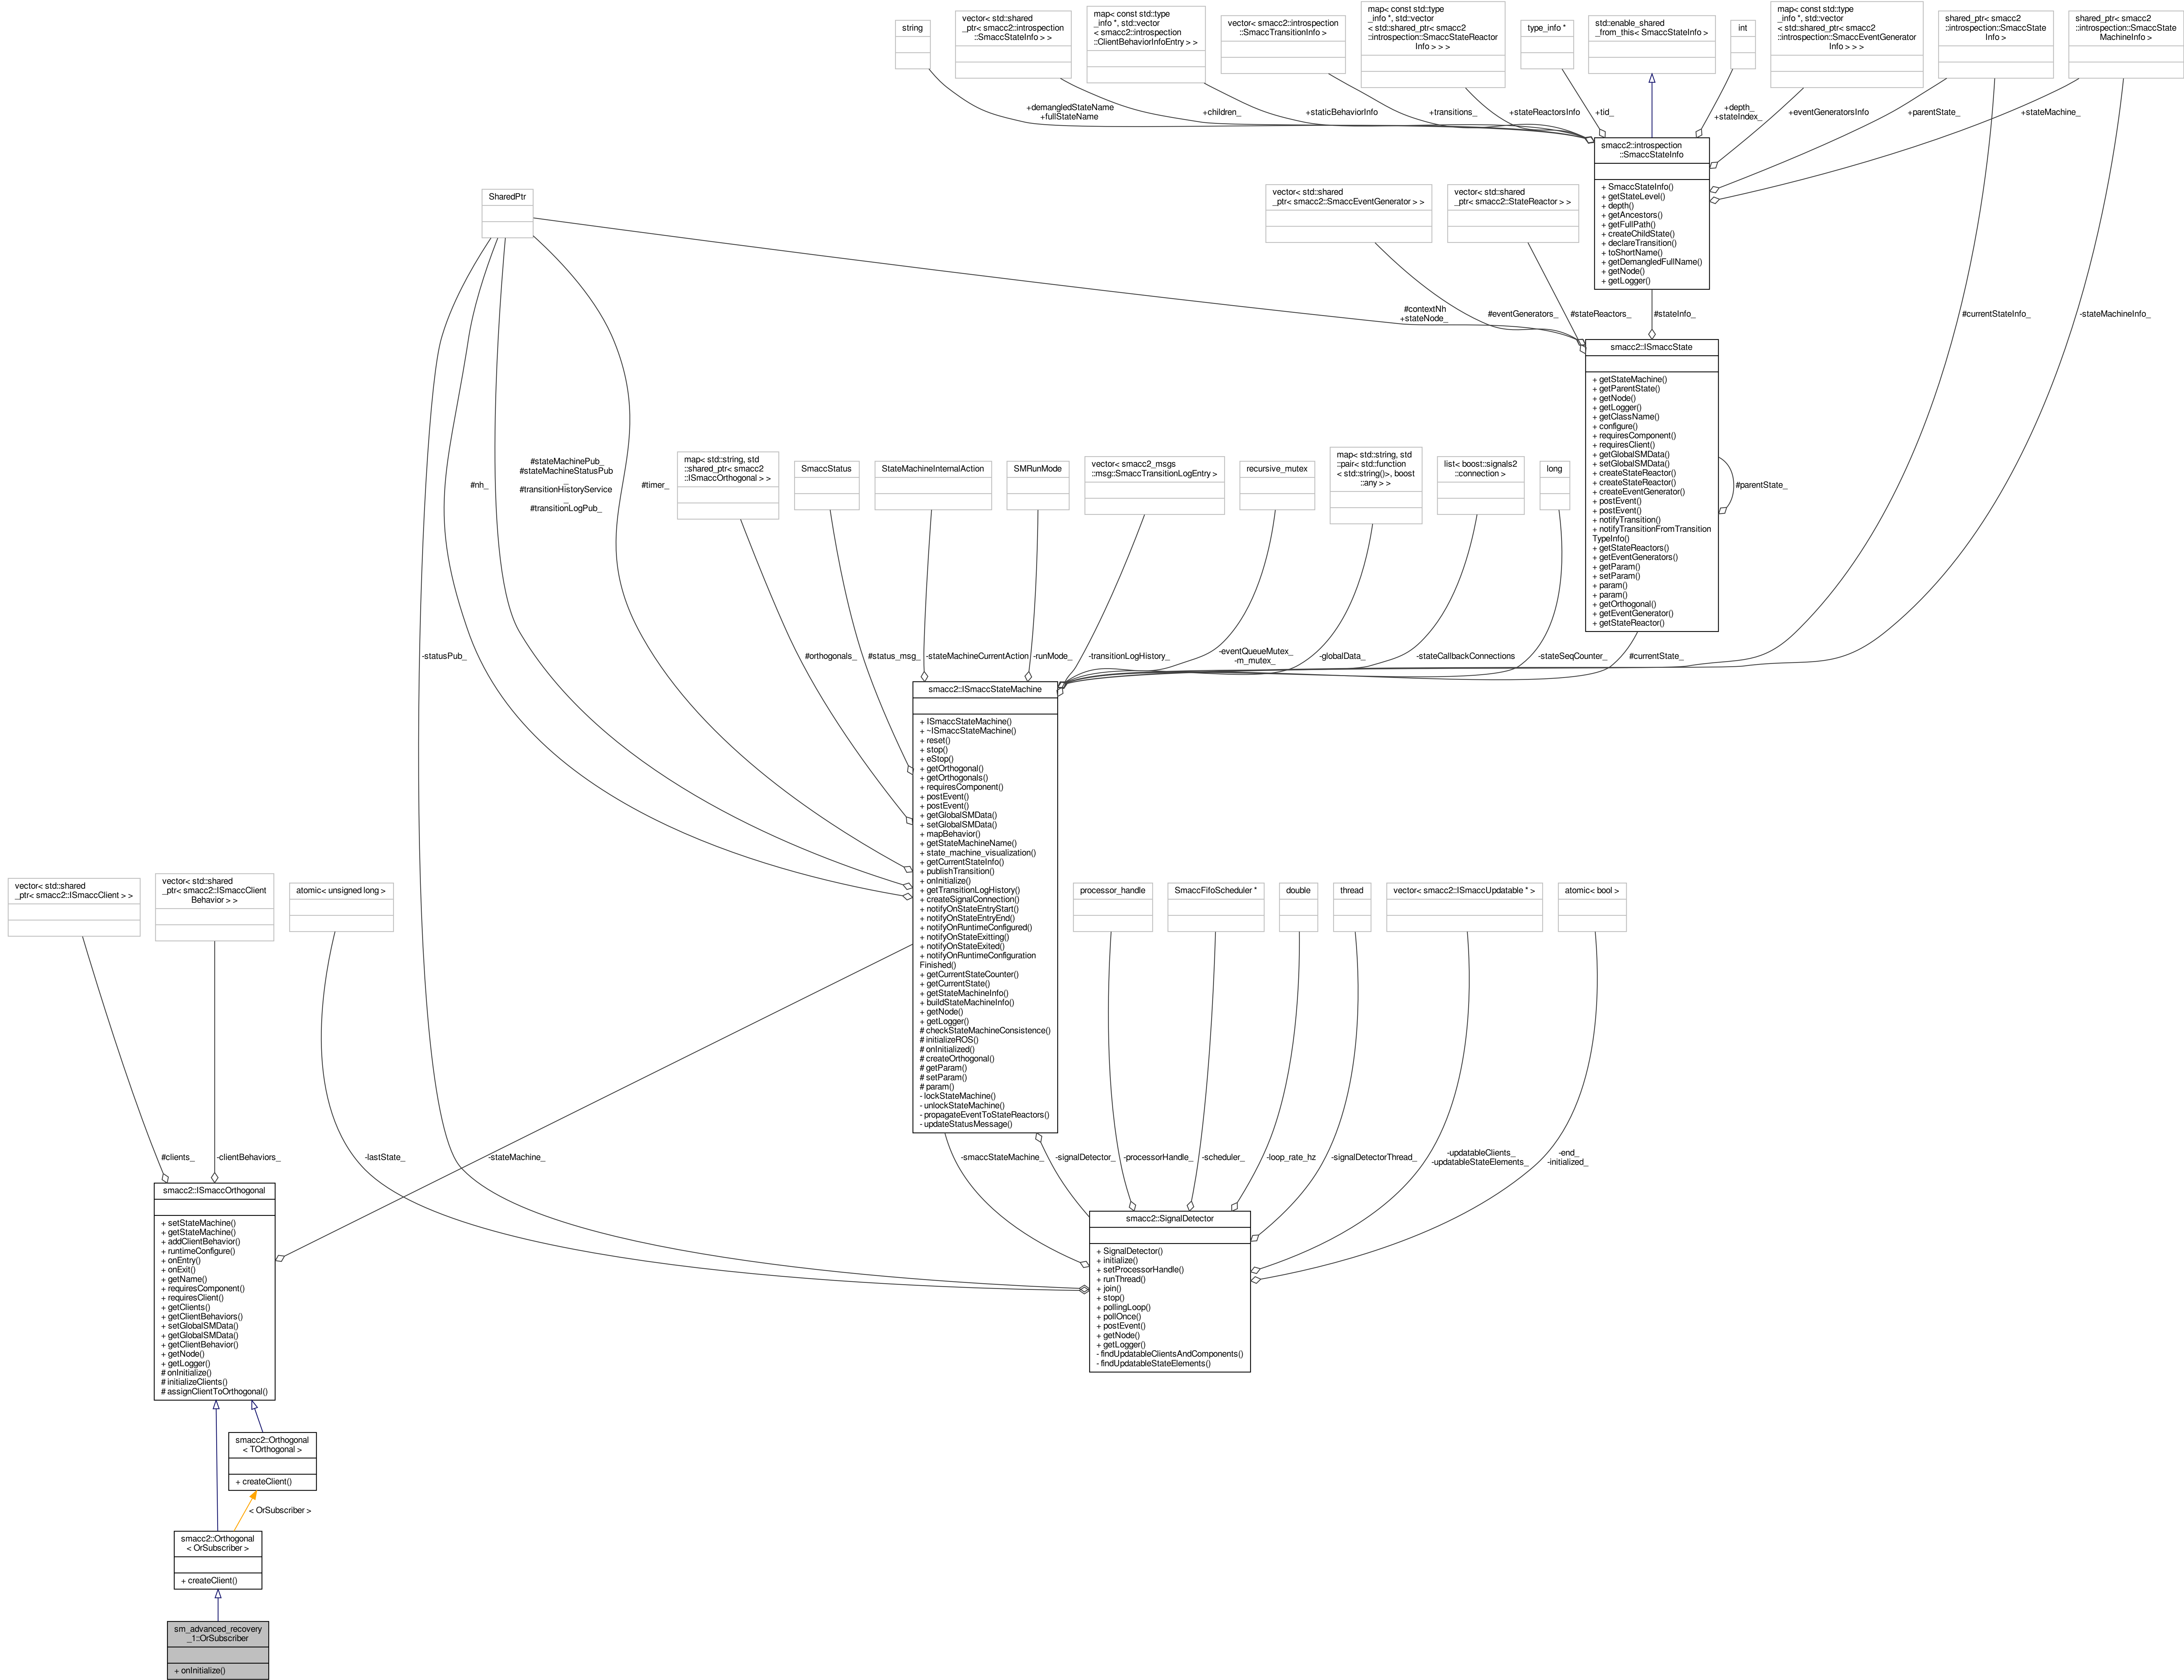 string
vector< std::shared
_ptr< smacc2::introspection
::SmaccStateInfo > >
map< const std::type
_info *, std::vector
< smacc2::introspection
::ClientBehaviorInfoEntry > >
vector< smacc2::introspection
::SmaccTransitionInfo >
map< const std::type
_info *, std::vector
< std::shared_ptr< smacc2
::introspection::SmaccStateReactor
Info > > >
type_info *
std::enable_shared
_from_this< SmaccStateInfo >
int
map< const std::type
_info *, std::vector
< std::shared_ptr< smacc2
::introspection::SmaccEventGenerator
Info > > >
shared_ptr< smacc2
::introspection::SmaccState
Info >
shared_ptr< smacc2
::introspection::SmaccState
MachineInfo >
+demangledStateName
+fullStateName
+children_
+staticBehaviorInfo
+transitions_
+stateReactorsInfo
+tid_
+depth_
+stateIndex_
+eventGeneratorsInfo
+parentState_
+stateMachine_
smacc2::introspection
::SmaccStateInfo
+ SmaccStateInfo()
+ getStateLevel()
+ depth()
+ getAncestors()
+ getFullPath()
+ createChildState()
+ declareTransition()
+ toShortName()
+ getDemangledFullName()
+ getNode()
+ getLogger()
SharedPtr
vector< std::shared
_ptr< smacc2::SmaccEventGenerator > >
vector< std::shared
_ptr< smacc2::StateReactor > >
#contextNh
+stateNode_
#eventGenerators_
#stateReactors_
#stateInfo_
#currentStateInfo_
-stateMachineInfo_
smacc2::ISmaccState
+ getStateMachine()
+ getParentState()
+ getNode()
+ getLogger()
+ getClassName()
+ configure()
+ requiresComponent()
+ requiresClient()
+ getGlobalSMData()
+ setGlobalSMData()
+ createStateReactor()
+ createStateReactor()
+ createEventGenerator()
+ postEvent()
+ postEvent()
+ notifyTransition()
+ notifyTransitionFromTransition
TypeInfo()
+ getStateReactors()
+ getEventGenerators()
+ getParam()
+ setParam()
+ param()
+ param()
+ getOrthogonal()
+ getEventGenerator()
+ getStateReactor()
#parentState_
#nh_
#stateMachinePub_
#stateMachineStatusPub
_
#transitionHistoryService
_
#transitionLogPub_
#timer_
map< std::string, std
::shared_ptr< smacc2
::ISmaccOrthogonal > >
SmaccStatus
StateMachineInternalAction
SMRunMode
vector< smacc2_msgs
::msg::SmaccTransitionLogEntry >
recursive_mutex
map< std::string, std
::pair< std::function
< std::string()>, boost
::any > >
list< boost::signals2
::connection >
long
-statusPub_
#orthogonals_
#status_msg_
-stateMachineCurrentAction
-runMode_
-transitionLogHistory_
-eventQueueMutex_
-m_mutex_
-globalData_
-stateCallbackConnections
-stateSeqCounter_
#currentState_
smacc2::ISmaccStateMachine
+ ISmaccStateMachine()
+ ~ISmaccStateMachine()
+ reset()
+ stop()
+ eStop()
+ getOrthogonal()
+ getOrthogonals()
+ requiresComponent()
+ postEvent()
+ postEvent()
+ getGlobalSMData()
+ setGlobalSMData()
+ mapBehavior()
+ getStateMachineName()
+ state_machine_visualization()
+ getCurrentStateInfo()
+ publishTransition()
+ onInitialize()
+ getTransitionLogHistory()
+ createSignalConnection()
+ notifyOnStateEntryStart()
+ notifyOnStateEntryEnd()
+ notifyOnRuntimeConfigured()
+ notifyOnStateExitting()
+ notifyOnStateExited()
+ notifyOnRuntimeConfiguration
Finished()
+ getCurrentStateCounter()
+ getCurrentState()
+ getStateMachineInfo()
+ buildStateMachineInfo()
+ getNode()
+ getLogger()
# checkStateMachineConsistence()
# initializeROS()
# onInitialized()
# createOrthogonal()
# getParam()
# setParam()
# param()
- lockStateMachine()
- unlockStateMachine()
- propagateEventToStateReactors()
- updateStatusMessage()
vector< std::shared
_ptr< smacc2::ISmaccClient > >
vector< std::shared
_ptr< smacc2::ISmaccClient
Behavior > >
atomic< unsigned long >
processor_handle
SmaccFifoScheduler *
double
thread
vector< smacc2::ISmaccUpdatable * >
atomic< bool >
#clients_
-clientBehaviors_
-lastState_
-stateMachine_
-smaccStateMachine_
-signalDetector_
-processorHandle_
-scheduler_
-loop_rate_hz
-signalDetectorThread_
-updatableClients_
-updatableStateElements_
-end_
-initialized_
smacc2::ISmaccOrthogonal
+ setStateMachine()
+ getStateMachine()
+ addClientBehavior()
+ runtimeConfigure()
+ onEntry()
+ onExit()
+ getName()
+ requiresComponent()
+ requiresClient()
+ getClients()
+ getClientBehaviors()
+ setGlobalSMData()
+ getGlobalSMData()
+ getClientBehavior()
+ getNode()
+ getLogger()
# onInitialize()
# initializeClients()
# assignClientToOrthogonal()
smacc2::SignalDetector
+ SignalDetector()
+ initialize()
+ setProcessorHandle()
+ runThread()
+ join()
+ stop()
+ pollingLoop()
+ pollOnce()
+ postEvent()
+ getNode()
+ getLogger()
- findUpdatableClientsAndComponents()
- findUpdatableStateElements()
smacc2::Orthogonal
< TOrthogonal >
+ createClient()
< OrSubscriber >
smacc2::Orthogonal
< OrSubscriber >
+ createClient()
sm_advanced_recovery
_1::OrSubscriber
+ onInitialize()